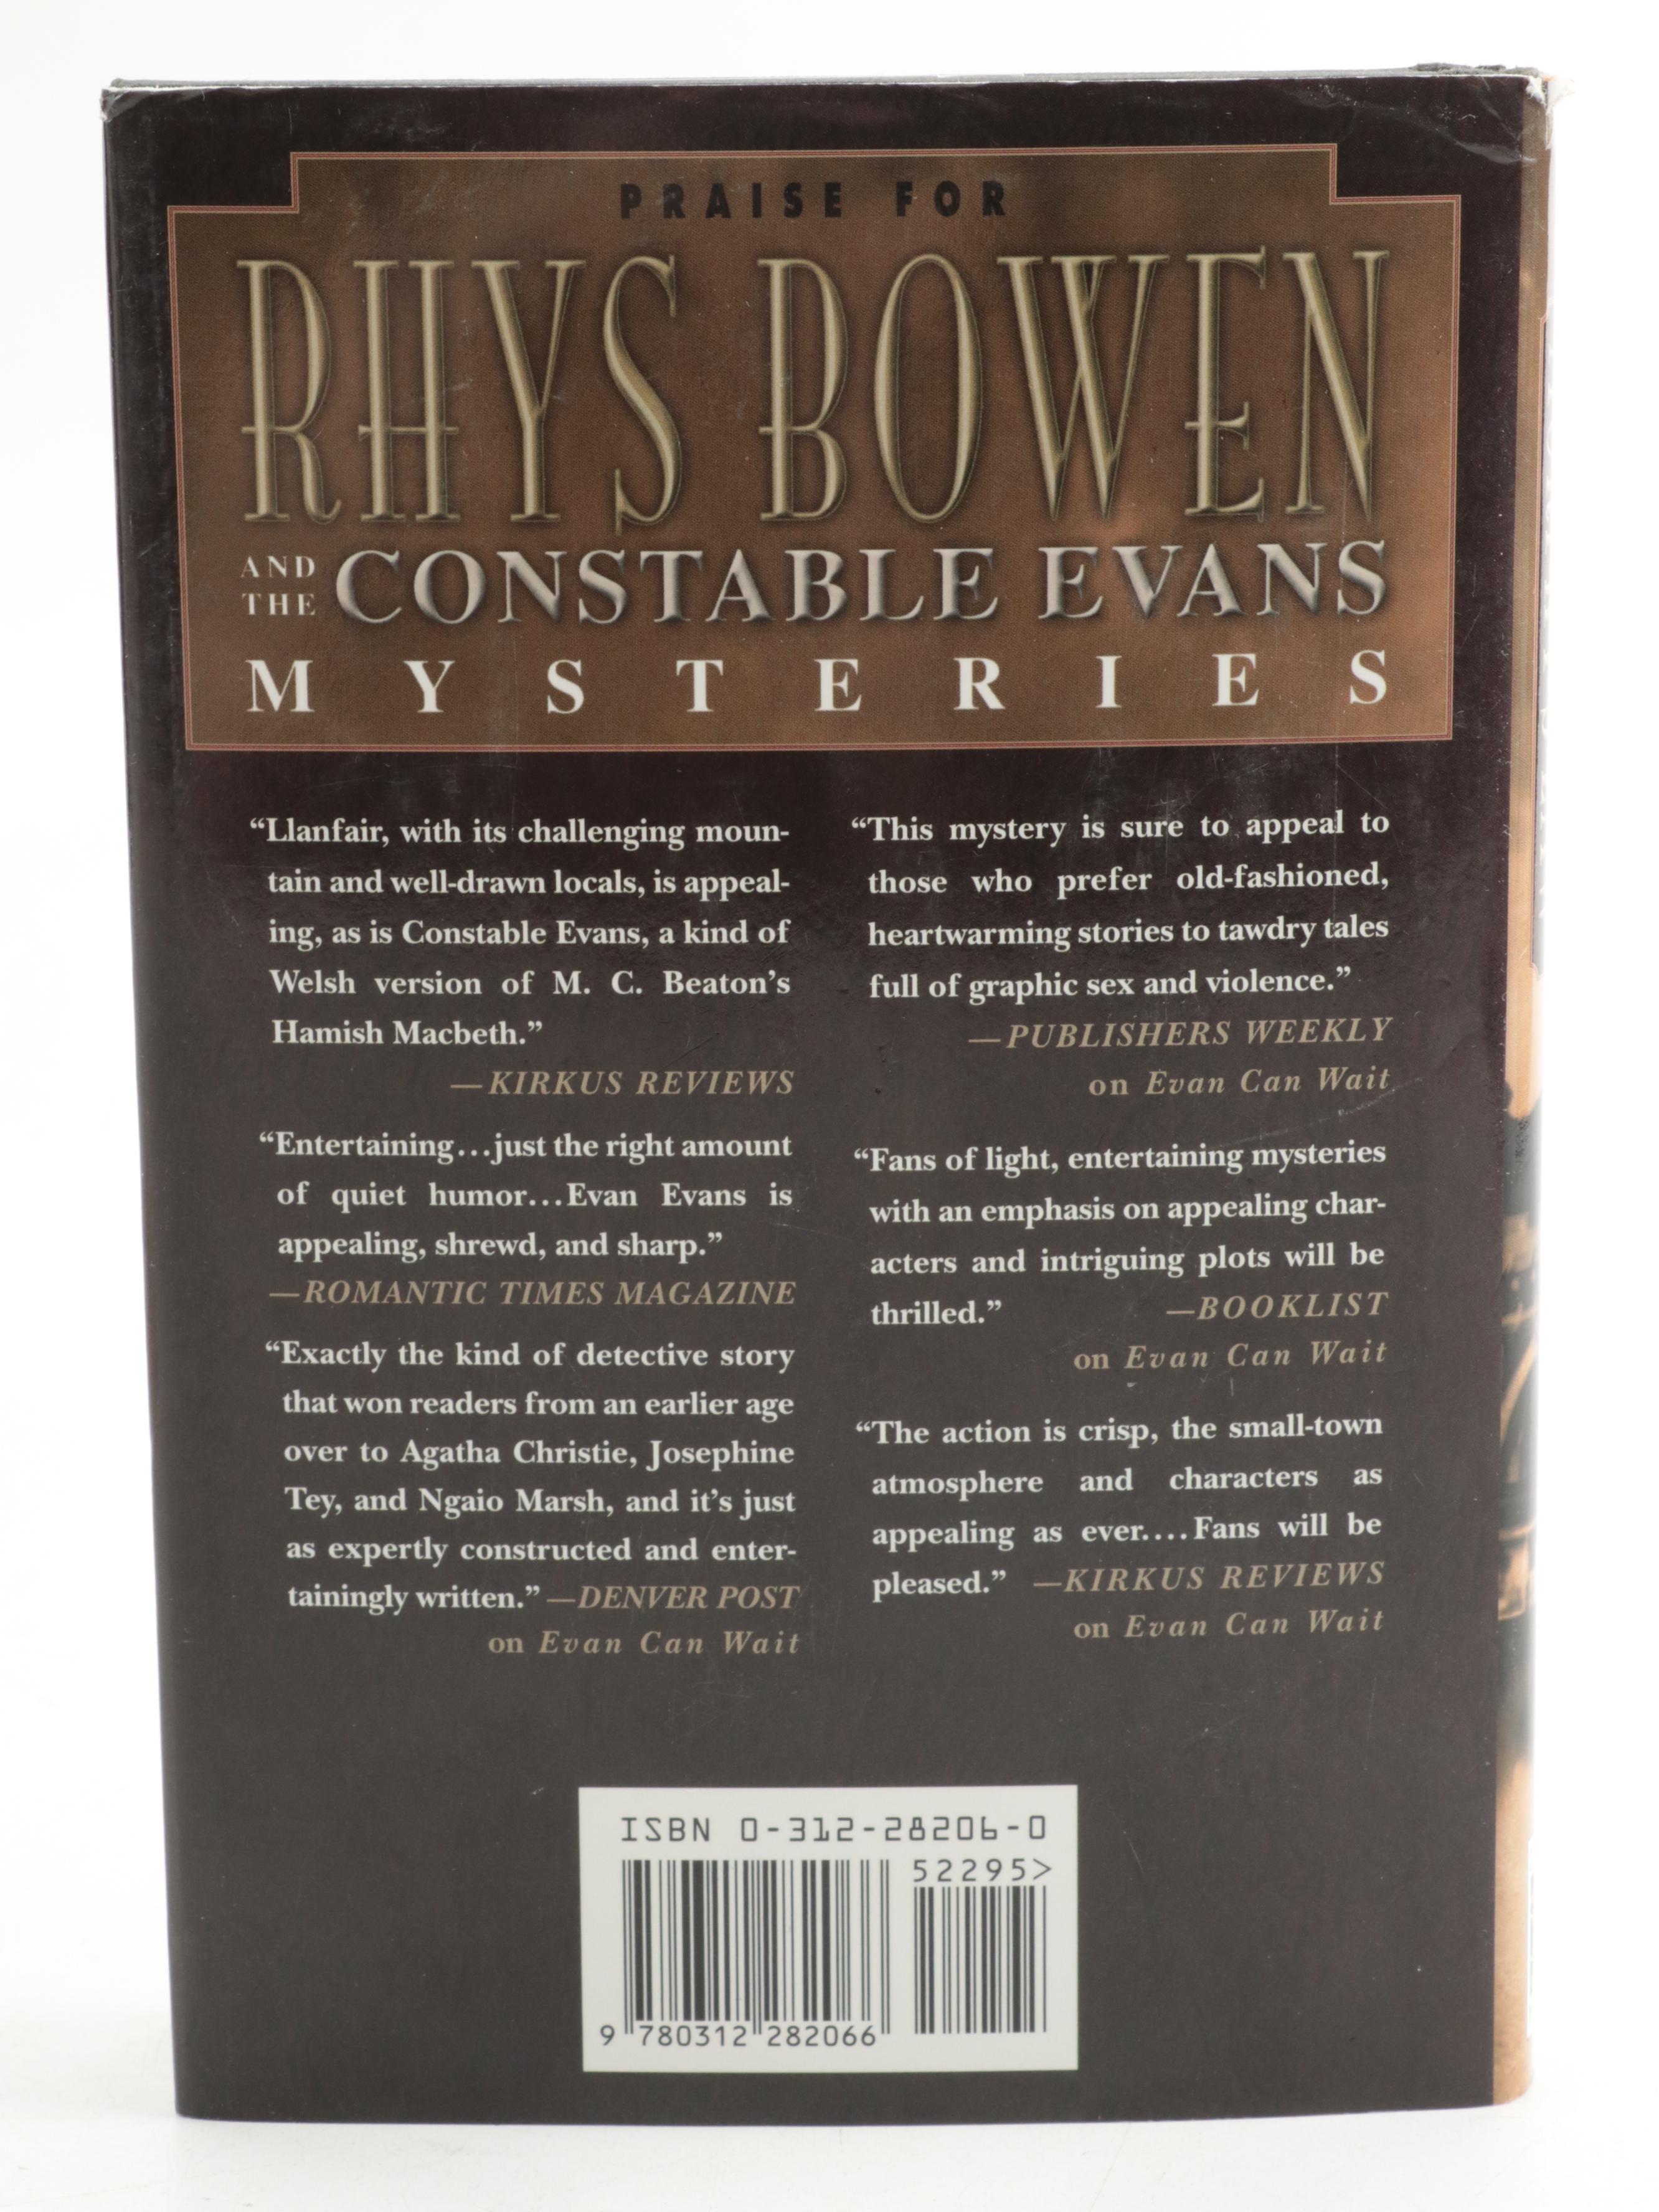 PRAISE FOR
RHYS BOWEN
AND THE CONSTABLE EVANS
MYSTERIES
“Llanfair, with its challenging moun-
tain and well-drawn locals, is appeal-
ing, as is Constable Evans, a kind of
Welsh version of M. C. Beaton’s
Hamish Macbeth.”
—KIRKUS REVIEWS
“Entertaining...just the right amount
of quiet humor...Evan Evans is
appealing, shrewd, and sharp.”
—ROMANTIC TIMES MAGAZINE
“Exactly the kind of detective story
that won readers from an earlier age
over to Agatha Christie, Josephine
Tey, and Ngaio Marsh, and it’s just
as expertly constructed and enter-
tainingly written.” —DENVER POST
on Evan Can Wait
“This mystery is sure to appeal to
those who prefer old-fashioned,
heartwarming stories to tawdry tales
full of graphic sex and violence.”
—PUBLISHERS WEEKLY
on Evan Can Wait
“Fans of light, entertaining mysteries
with an emphasis on appealing char-
acters and intriguing plots will be
thrilled.” —BOOKLIST
on Evan Can Wait
“The action is crisp, the small-town
atmosphere and characters as
appealing as ever....Fans will be
pleased.” —KIRKUS REVIEWS
on Evan Can Wait
ISBN 0-312-28206-0
52295>
9 780312 282066